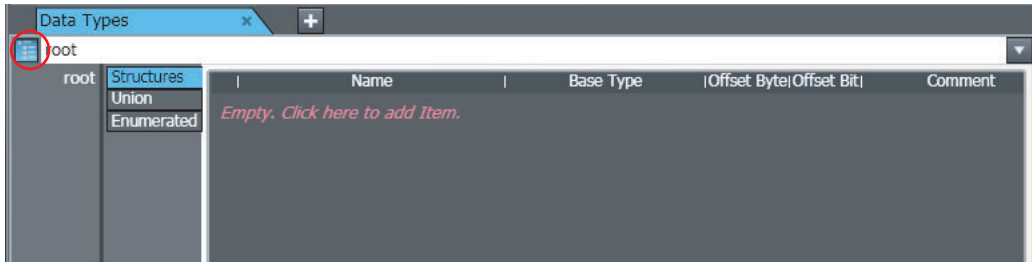 Data Types × +
root
root Structures | Name | Base Type |Offset Byte|Offset Bit| Comment
Union
Enumerated
Empty. Click here to add Item.